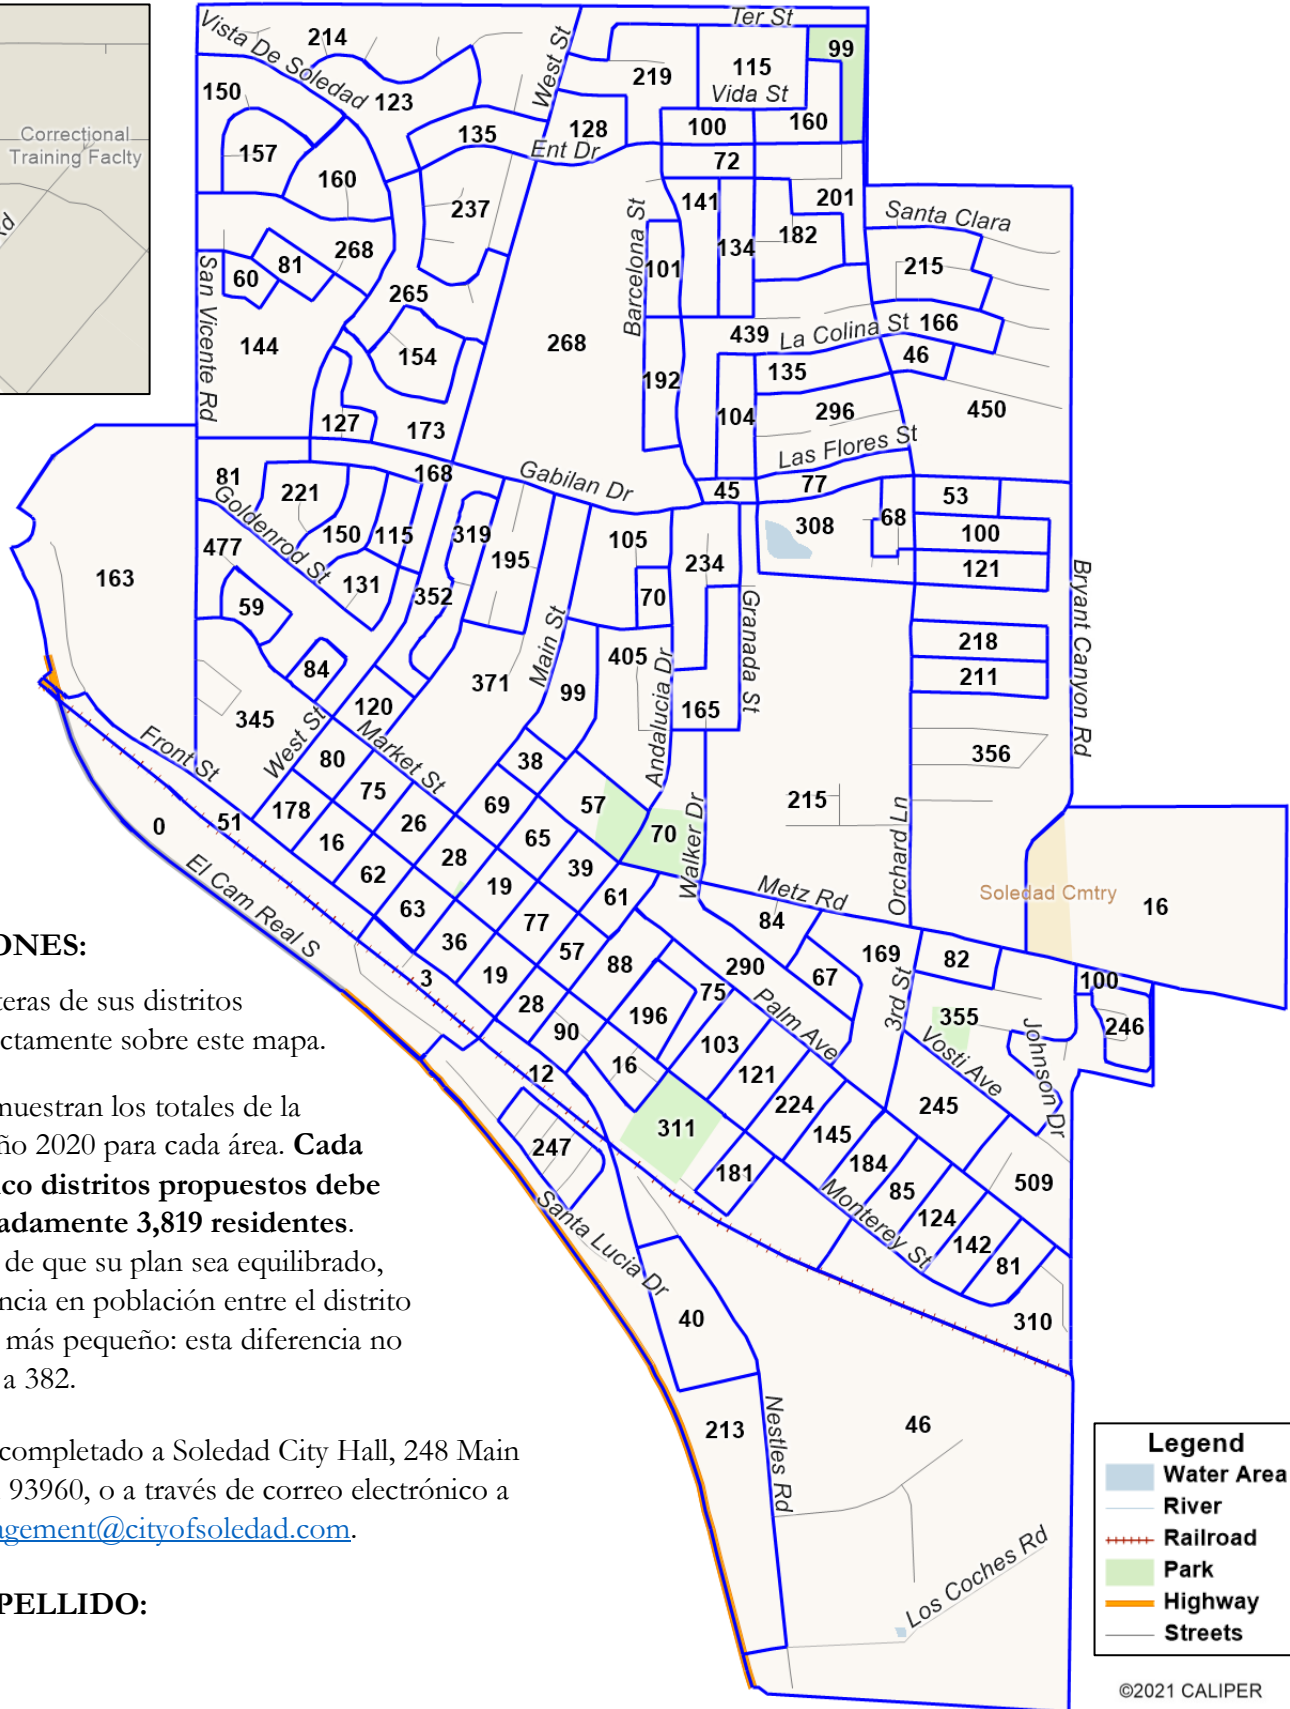 Ter St
Vista De Soledad
214
West St
99
219
115
Vida St
150
123
Correctional
Training Faclty
135
128
100
160
Ent Dr
157
72
160
141
201
Rd
237
Santa Clara
Barcelona St
182
134
268
81
101
215
60
San Vicente Rd
265
439
La Colina St
166
144
268
154
46
135
192
296
450
127
173
104
Las Flores St
168
Gabilan Dr
81
77
221
45
53
Goldenrod St
68
308
150
115
319
105
100
477
195
234
121
163
131
70
59
352
Granada St
Bryant Canyon Rd
Main St
218
405
84
211
371
Andalucia Dr
99
120
165
345
West St
Market St
Front St
80
38
356
75
69
57
215
178
26
65
70
51
0
16
28
39
Walker Dr
Orchard Ln
62
19
61
El Cam Real S
Metz Rd
Soledad Cmtry
16
63
77
84
ONES:
36
57
88
290
169
82
3
19
75
67
100
teras de sus distritos
28
196
Palm Ave
3rd St
355
246
ctamente sobre este mapa.
90
103
Vosti Ave
Johnson Dr
12
16
121
muestran los totales de la
224
245
ño 2020 para cada área. Cada
247
311
145
nco distritos propuestos debe
181
184
85
509
adamente 3,819 residentes.
Santa Lucia Dr
Monterey St
124
de que su plan sea equilibrado,
142
81
ncia en población entre el distrito
40
310
más pequeño: esta diferencia no
a 382.
213
Nestles Rd
46
completado a Soledad City Hall, 248 Main
93960, o a través de correo electrónico a
agement@cityofsoledad.com.
Los Coches Rd
PELLIDO:
Legend
Water Area
River
Railroad
Park
Highway
Streets
©2021 CALIPER